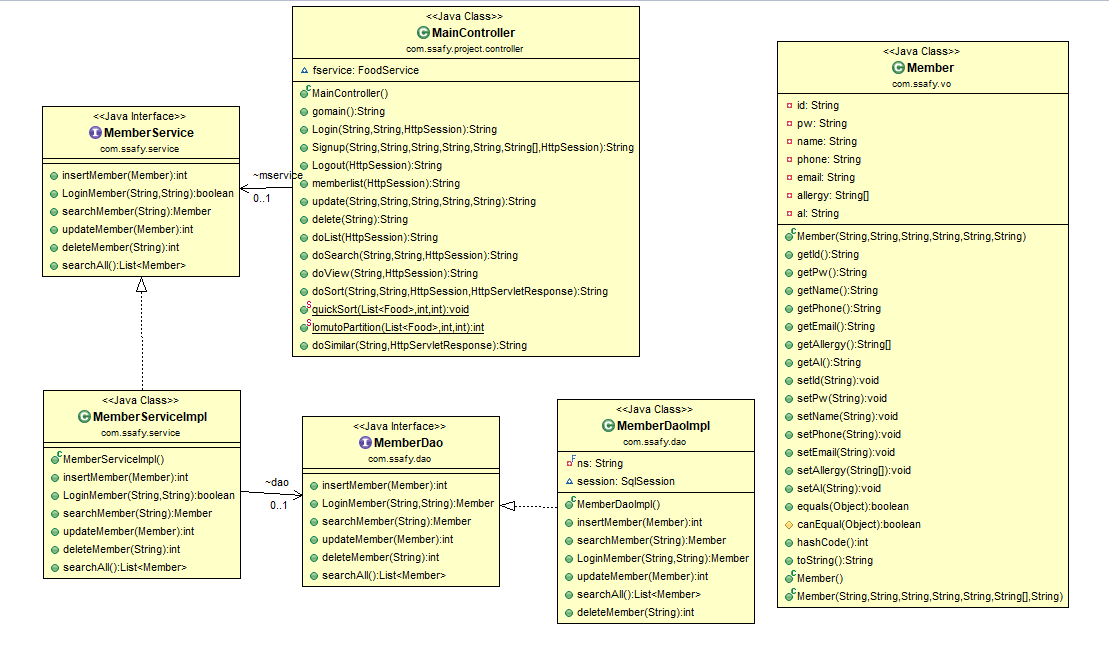 <<Java Class>>
MainController
com.ssafy.project.controller
fservice: FoodService
MainController()
gomain():String
Login(String,String,HttpSession):String
Signup(String,String,String,String,String,String[],HttpSession):String
Logout(HttpSession):String
memberlist(HttpSession):String
update(String,String,String,String,String):String
delete(String):String
doList(HttpSession):String
doSearch(String,String,HttpSession):String
doView(String,HttpSession):String
doSort(String,String,HttpSession,HttpServletResponse):String
quickSort(List<Food>,int,int):void
lomutoPartition(List<Food>,int,int):int
doSimilar(String,HttpServletResponse):String
<<Java Interface>>
MemberService
com.ssafy.service
insertMember(Member):int
LoginMember(String,String):boolean
searchMember(String):Member
updateMember(Member):int
deleteMember(String):int
searchAll():List<Member>
~mservice
0..1
<<Java Class>>
Member
com.ssafy.vo
id: String
pw: String
name: String
phone: String
email: String
allergy: String[]
al: String
Member(String,String,String,String,String,String)
getId():String
getPw():String
getName():String
getPhone():String
getEmail():String
getAllergy():String[]
getAl():String
setId(String):void
setPw(String):void
setName(String):void
setPhone(String):void
setEmail(String):void
setAllergy(String[]):void
setAl(String):void
equals(Object):boolean
canEqual(Object):boolean
hashCode():int
toString():String
Member()
Member(String,String,String,String,String,String[],String)
<<Java Class>>
MemberServiceImpl
com.ssafy.service
MemberServiceImpl()
insertMember(Member):int
LoginMember(String,String):boolean
searchMember(String):Member
updateMember(Member):int
deleteMember(String):int
searchAll():List<Member>
~dao
0..1
<<Java Interface>>
MemberDao
com.ssafy.dao
insertMember(Member):int
LoginMember(String,String):Member
searchMember(String):Member
updateMember(Member):int
deleteMember(String):int
searchAll():List<Member>
<<Java Class>>
MemberDaoImpl
com.ssafy.dao
ns: String
session: SqlSession
MemberDaoImpl()
insertMember(Member):int
searchMember(String):Member
LoginMember(String,String):Member
updateMember(Member):int
searchAll():List<Member>
deleteMember(String):int